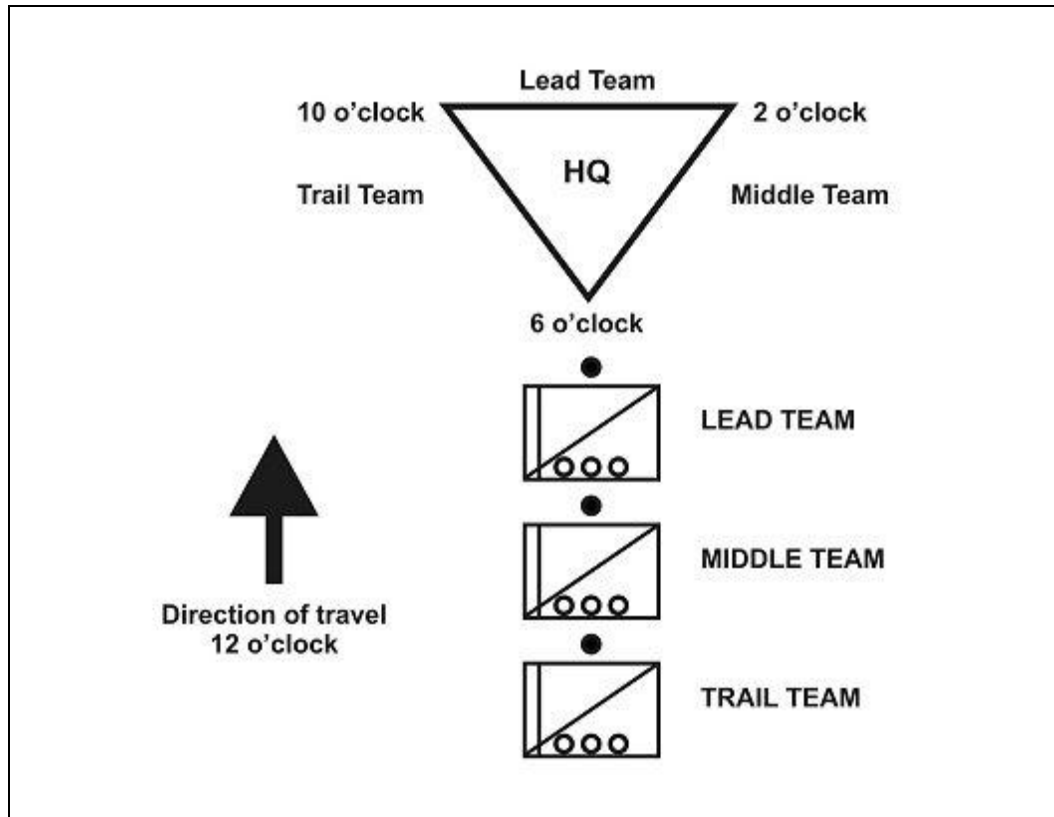 Lead Team
10 o’clock
2 o’clock
HQ
Trail Team
Middle Team
6 o’clock
LEAD TEAM
MIDDLE TEAM
Direction of travel
12 o’clock
TRAIL TEAM